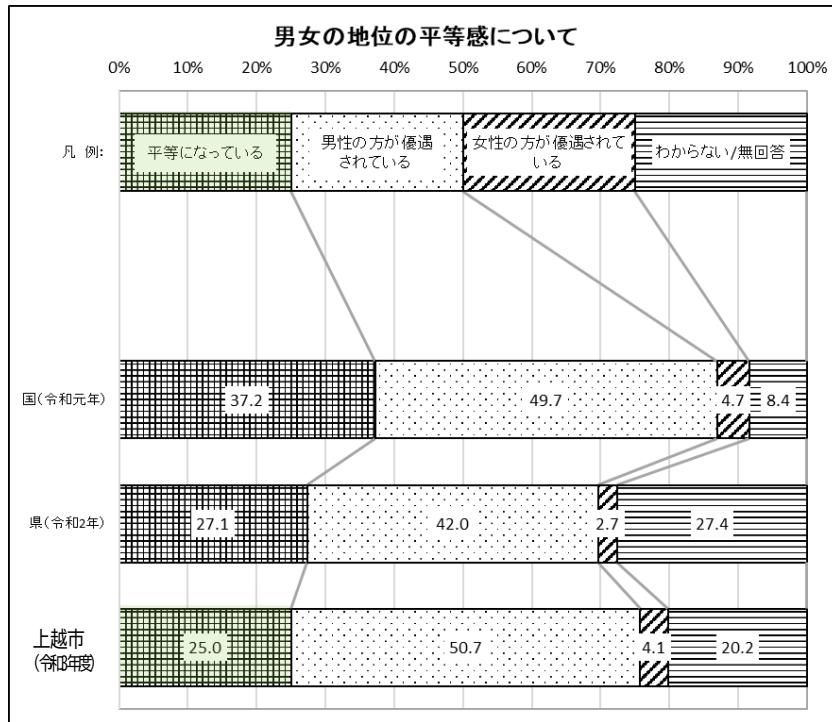 男女の地位の平等感について
0% 10% 20% 30% 40% 50% 60% 70% 80% 90% 100%
凡 例:
平等になっている
男性の方が優遇
されている
女性の方が優遇されて
いる
わからない/無回答
国(令和元年)
37.2 49.7 4.7 8.4
県(令和2年)
27.1 42.0 2.7 27.4
上越市
(令和3年度)
25.0 50.7 4.1 20.2